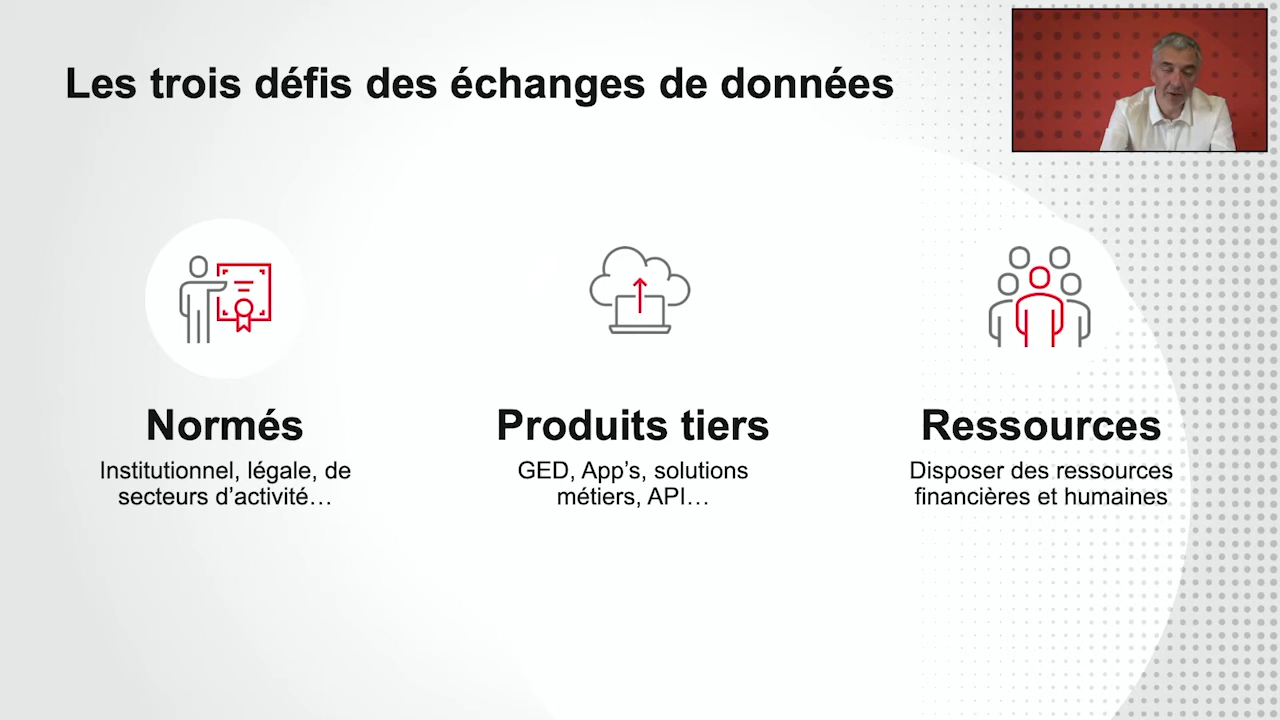 Les trois défis des échanges de données
Normés
Institutionnel, légale, de
secteurs d’activité…
Produits tiers
GED, App’s, solutions
métiers, API…
Ressources
Disposer des ressources
financières et humaines